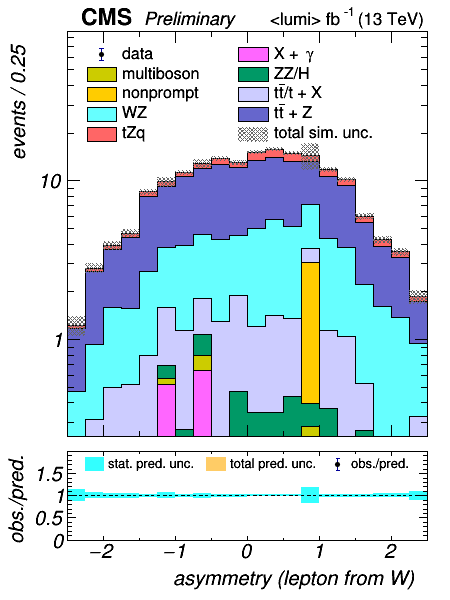 CMS Preliminary <lumi> fb⁻¹ (13 TeV)
events / 0.25
data
multiboson
nonprompt
WZ
tZq
X + γ
ZZ/H
tt̄/t + X
tt̄ + Z
total sim. unc.
10
1
obs./pred.
stat. pred. unc. total pred. unc. obs./pred.
1.5
1
0.5
0
−2 −1 0 1 2
asymmetry (lepton from W)